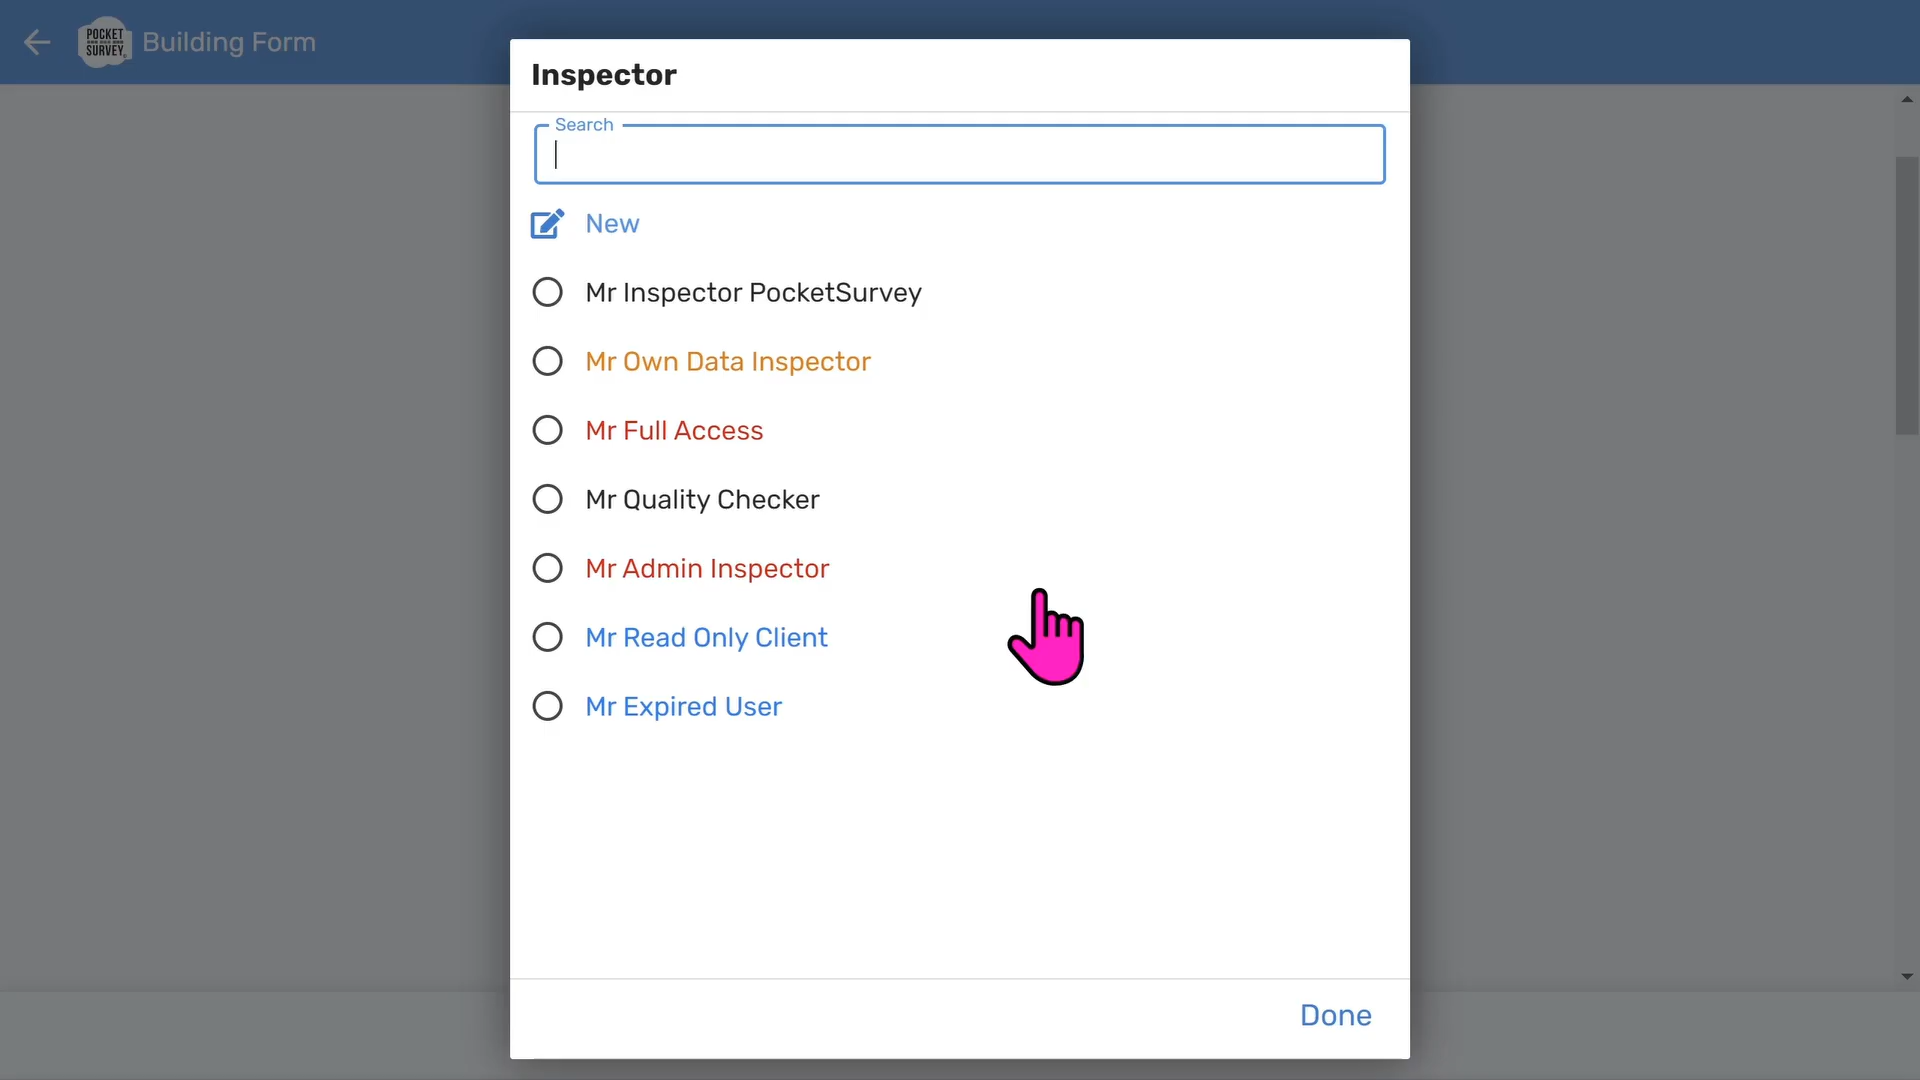 POCKET
SURVEY
Building Form
Inspector
Search
New
Mr Inspector PocketSurvey
Mr Own Data Inspector
Mr Full Access
Mr Quality Checker
Mr Admin Inspector
Mr Read Only Client
Mr Expired User
Done